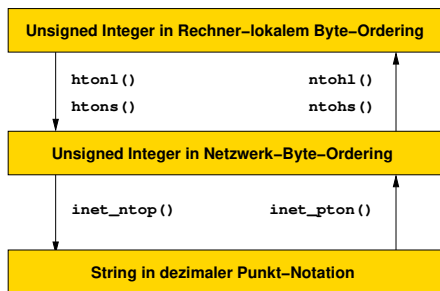 Unsigned Integer in Rechner-lokalem Byte-Ordering
htonl() ntohl()
htons() ntohs()
Unsigned Integer in Netzwerk-Byte-Ordering
inet_ntop() inet_pton()
String in dezimaler Punkt-Notation